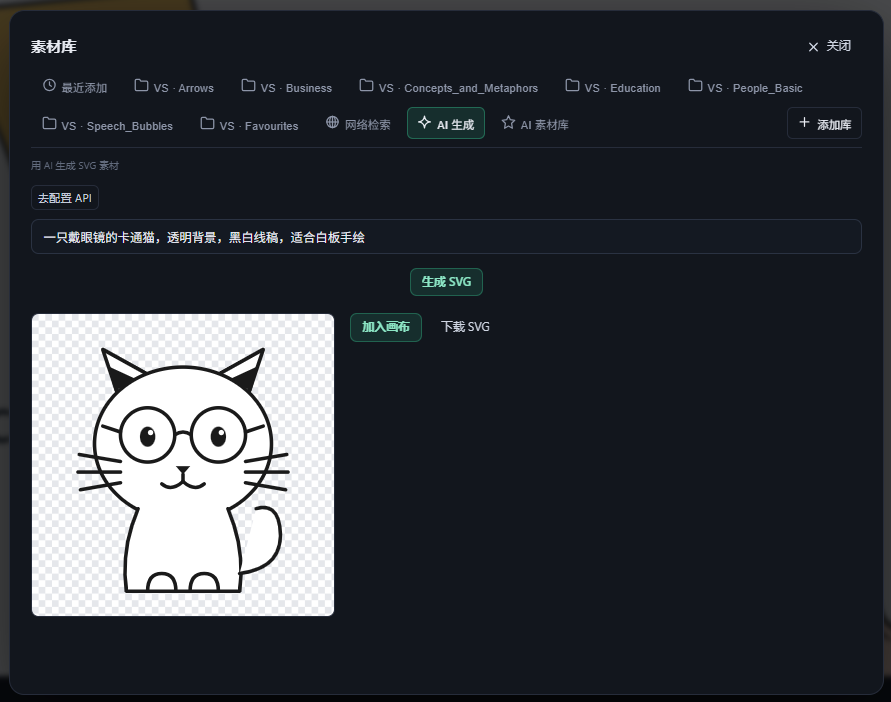 素材库
关闭
最近添加 VS · Arrows VS · Business VS · Concepts_and_Metaphors VS · Education VS · People_Basic
VS · Speech_Bubbles VS · Favourites 网络检索 AI 生成 AI 素材库 添加库
用 AI 生成 SVG 素材
去配置 API
一只戴眼镜的卡通猫，透明背景，黑白线稿，适合白板手绘
生成 SVG
加入画布 下载 SVG